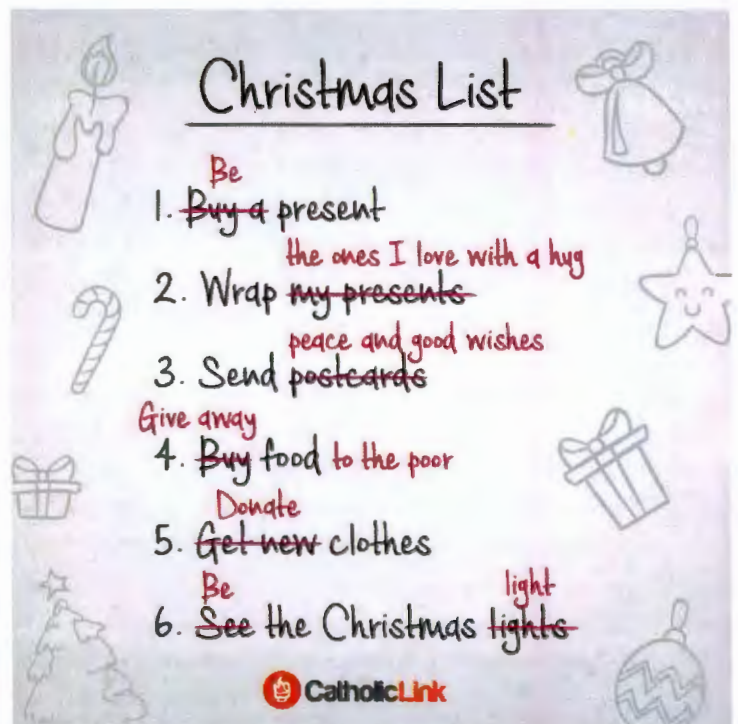 Christmas List
Be
1. Buy a present
the ones I love with a hug
2. Wrap my presents
peace and good wishes
3. Send postcards
Give away
4. Buy food to the poor
Donate
5. Get new clothes
Be light
6. See the Christmas lights
CatholicLink